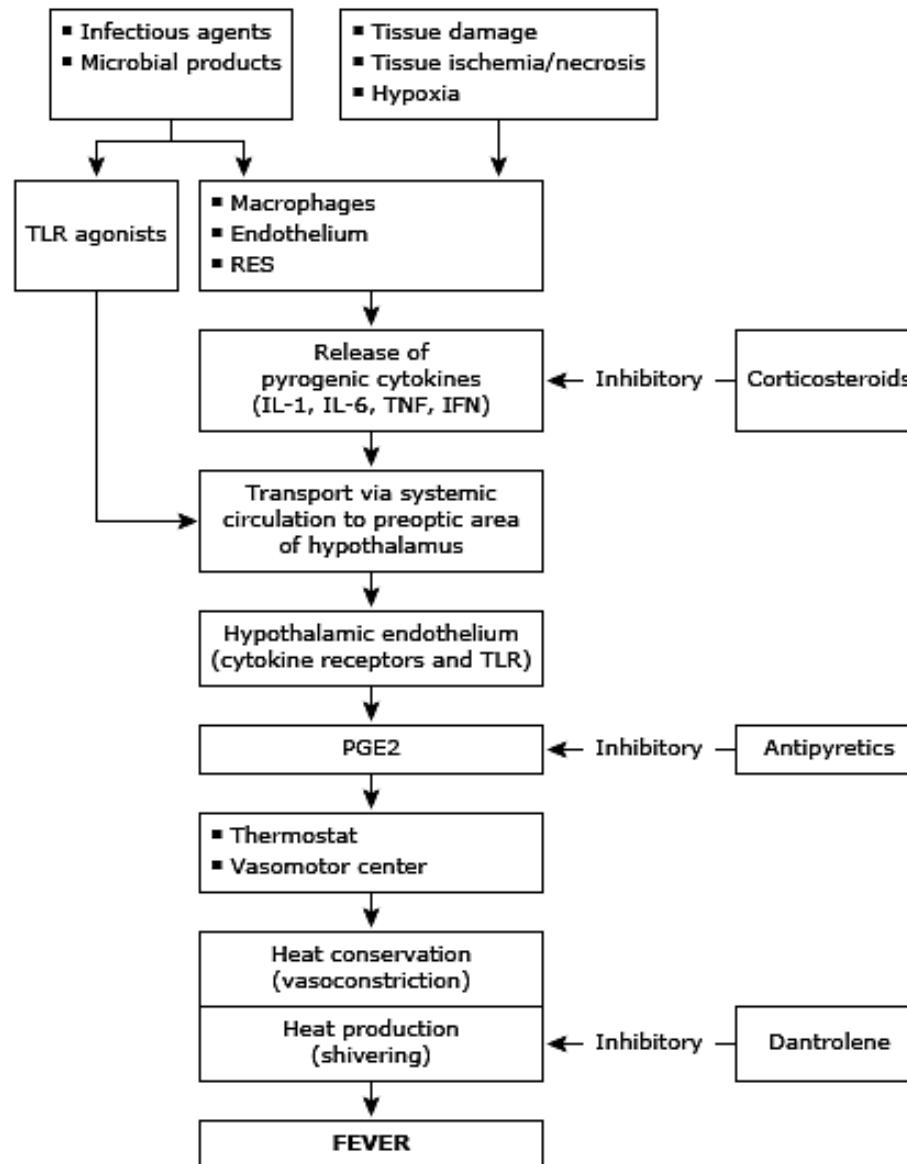 ▪ Infectious agents
▪ Microbial products
▪ Tissue damage
▪ Tissue ischemia/necrosis
▪ Hypoxia
TLR agonists
▪ Macrophages
▪ Endothelium
▪ RES
Release of
pyrogenic cytokines
(IL-1, IL-6, TNF, IFN)
Inhibitory
Corticosteroids
Transport via systemic
circulation to preoptic area
of hypothalamus
Hypothalamic endothelium
(cytokine receptors and TLR)
PGE2
Inhibitory
Antipyretics
▪ Thermostat
▪ Vasomotor center
Heat conservation
(vasoconstriction)
Heat production
(shivering)
Inhibitory
Dantrolene
FEVER